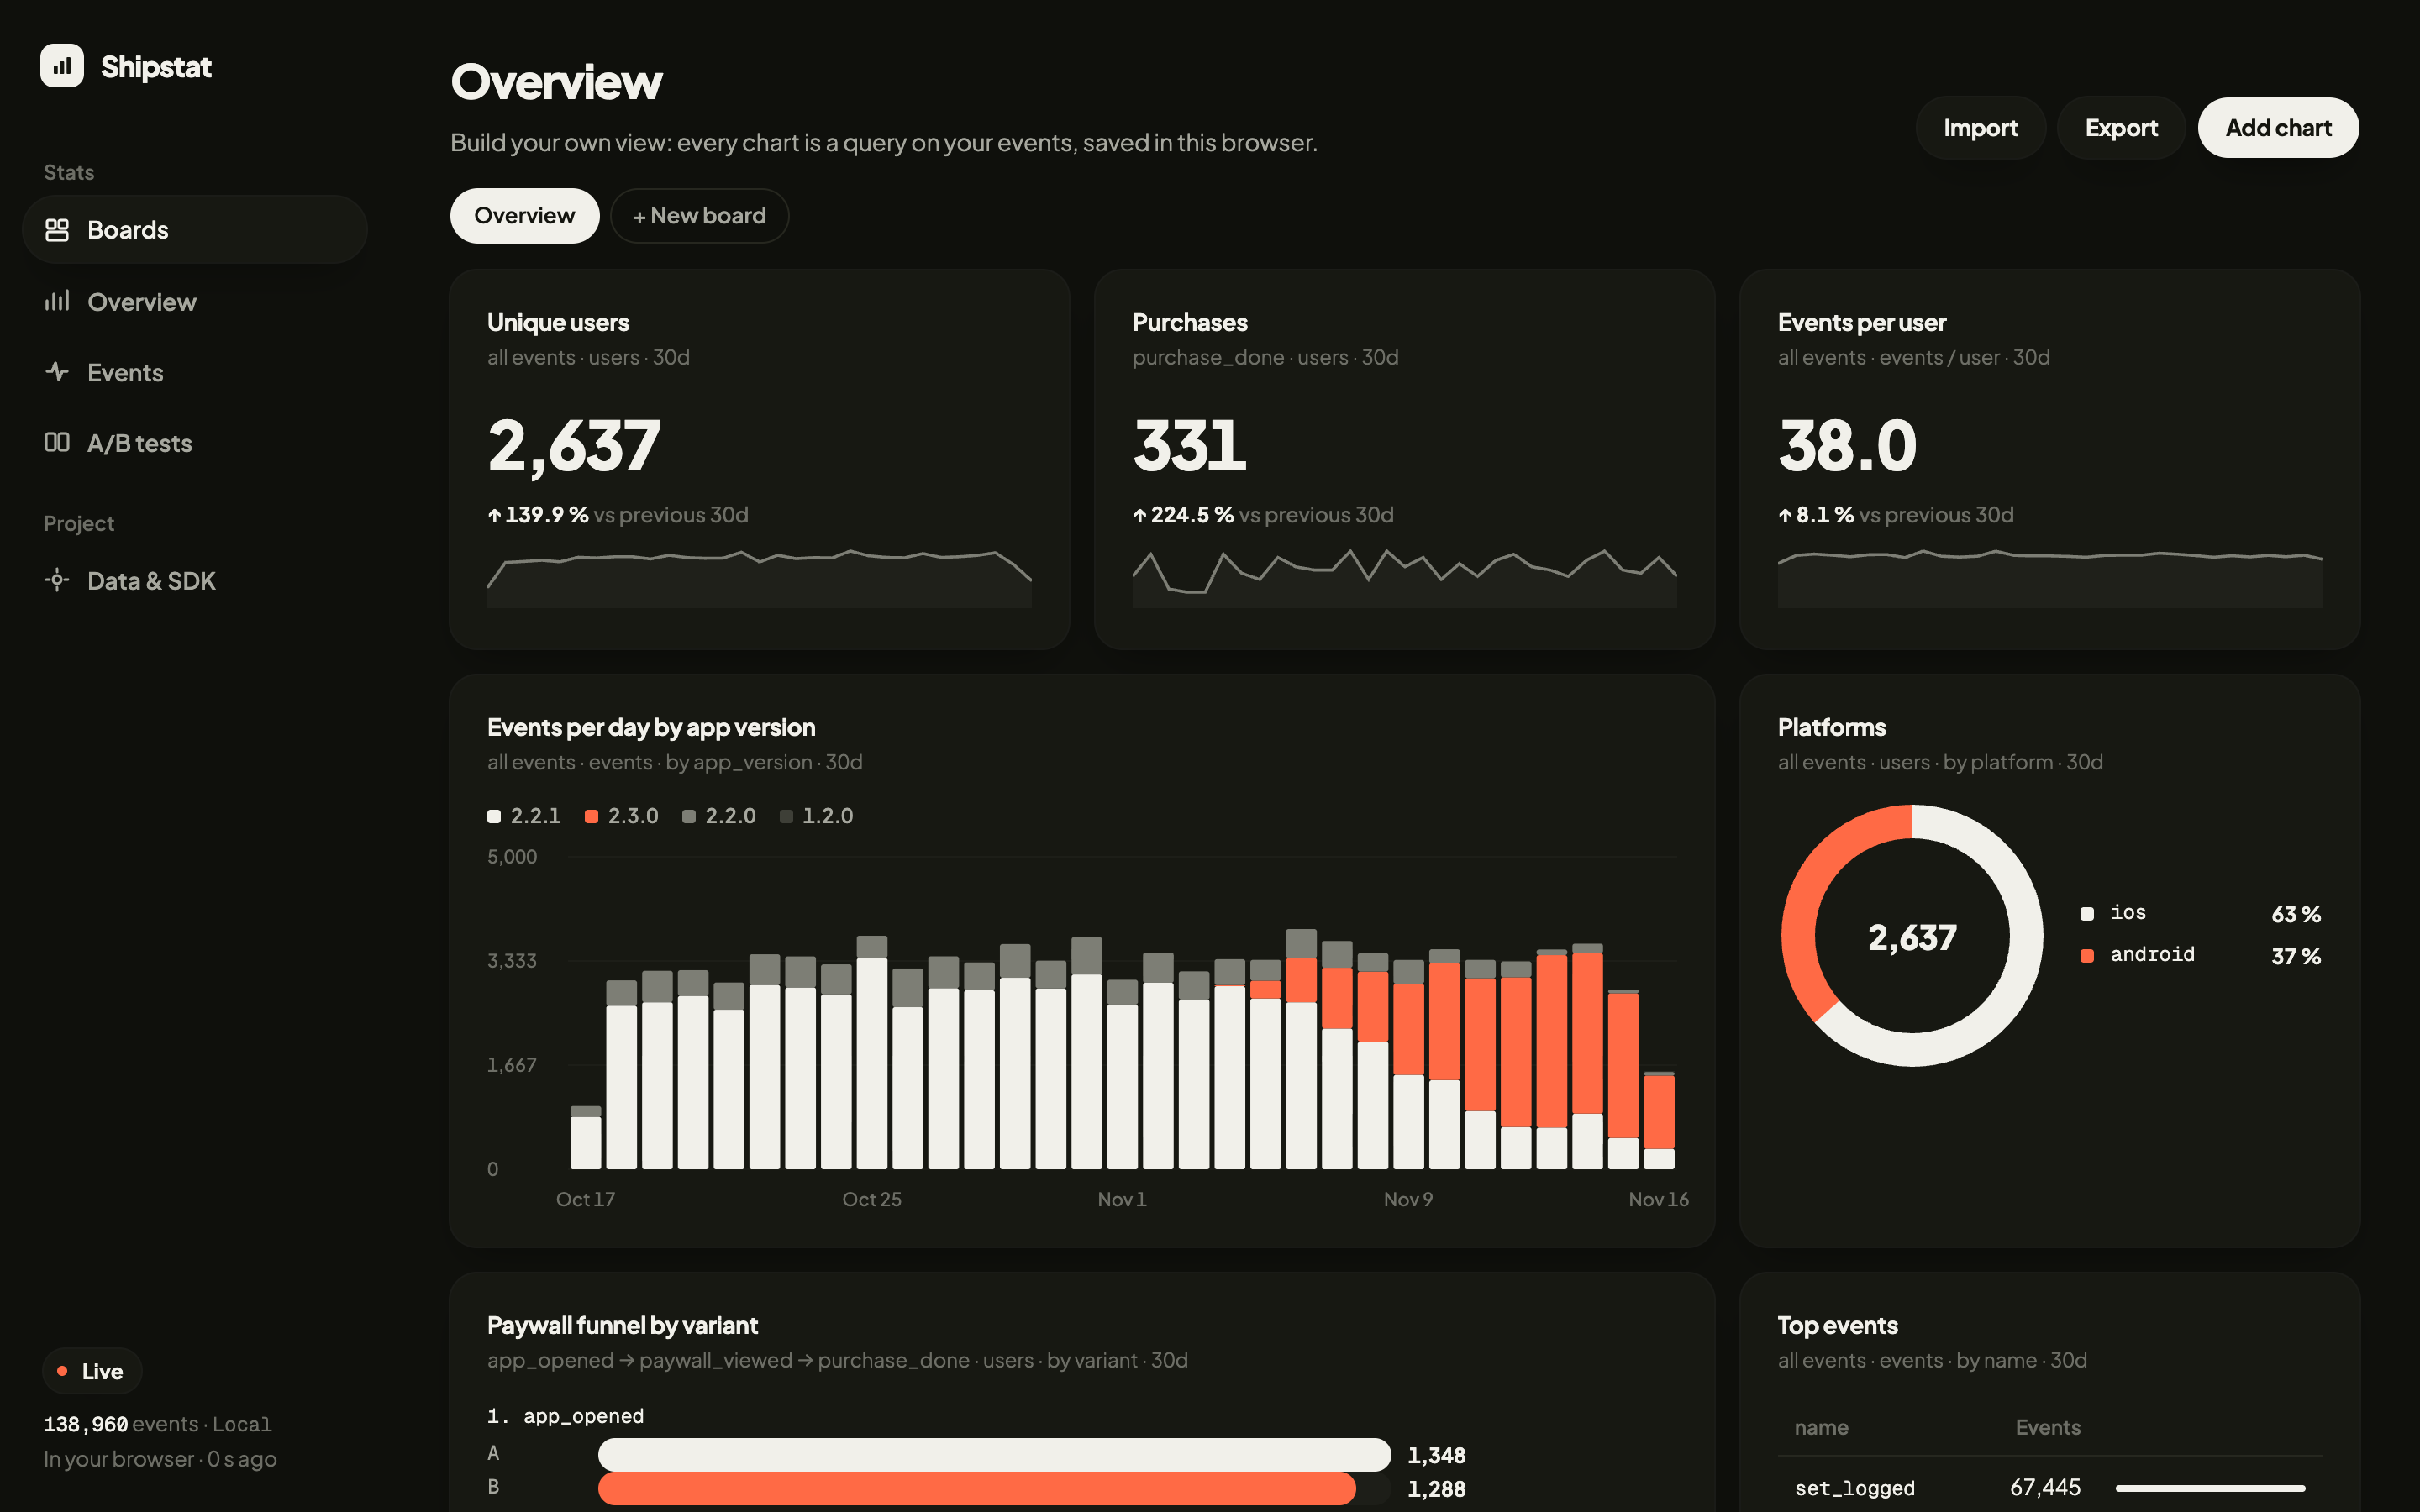 Shipstat
Stats
Boards
Overview
Events
A/B tests
Project
Data & SDK
Live
138,960 events · Local
In your browser · 0 s ago
Overview
Build your own view: every chart is a query on your events, saved in this browser.
Import
Export
Add chart
Overview
+ New board
Unique users
all events · users · 30d
2,637
↑ 139.9 % vs previous 30d
Purchases
purchase_done · users · 30d
331
↑ 224.5 % vs previous 30d
Events per user
all events · events / user · 30d
38.0
↑ 8.1 % vs previous 30d
Events per day by app version
all events · events · by app_version · 30d
2.2.1 2.3.0 2.2.0 1.2.0
5,000
3,333
1,667
0
Oct 17 Oct 25 Nov 1 Nov 9 Nov 16
Platforms
all events · users · by platform · 30d
2,637
ios 63 %
android 37 %
Paywall funnel by variant
app_opened → paywall_viewed → purchase_done · users · by variant · 30d
1. app_opened
A 1,348
B 1,288
Top events
all events · events · by name · 30d
name Events
set_logged 67,445